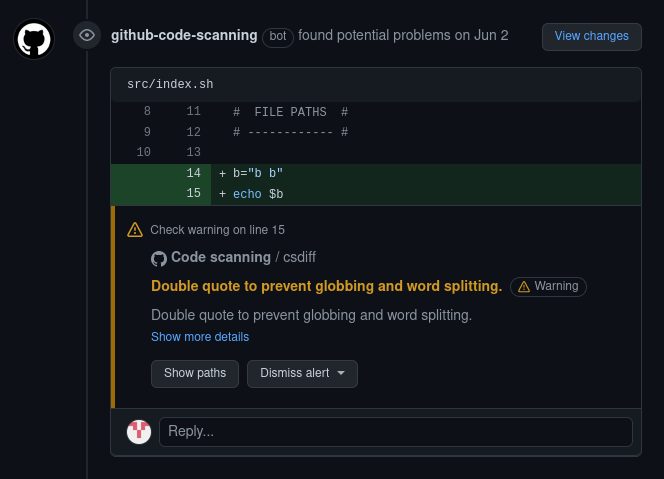 github-code-scanning bot found potential problems on Jun 2
View changes
src/index.sh
8 11 # FILE PATHS #
9 12 # ------------ #
10 13
14 + b="b b"
15 + echo $b
Check warning on line 15
Code scanning / csdiff
Double quote to prevent globbing and word splitting. Warning
Double quote to prevent globbing and word splitting.
Show more details
Show paths Dismiss alert
Reply...